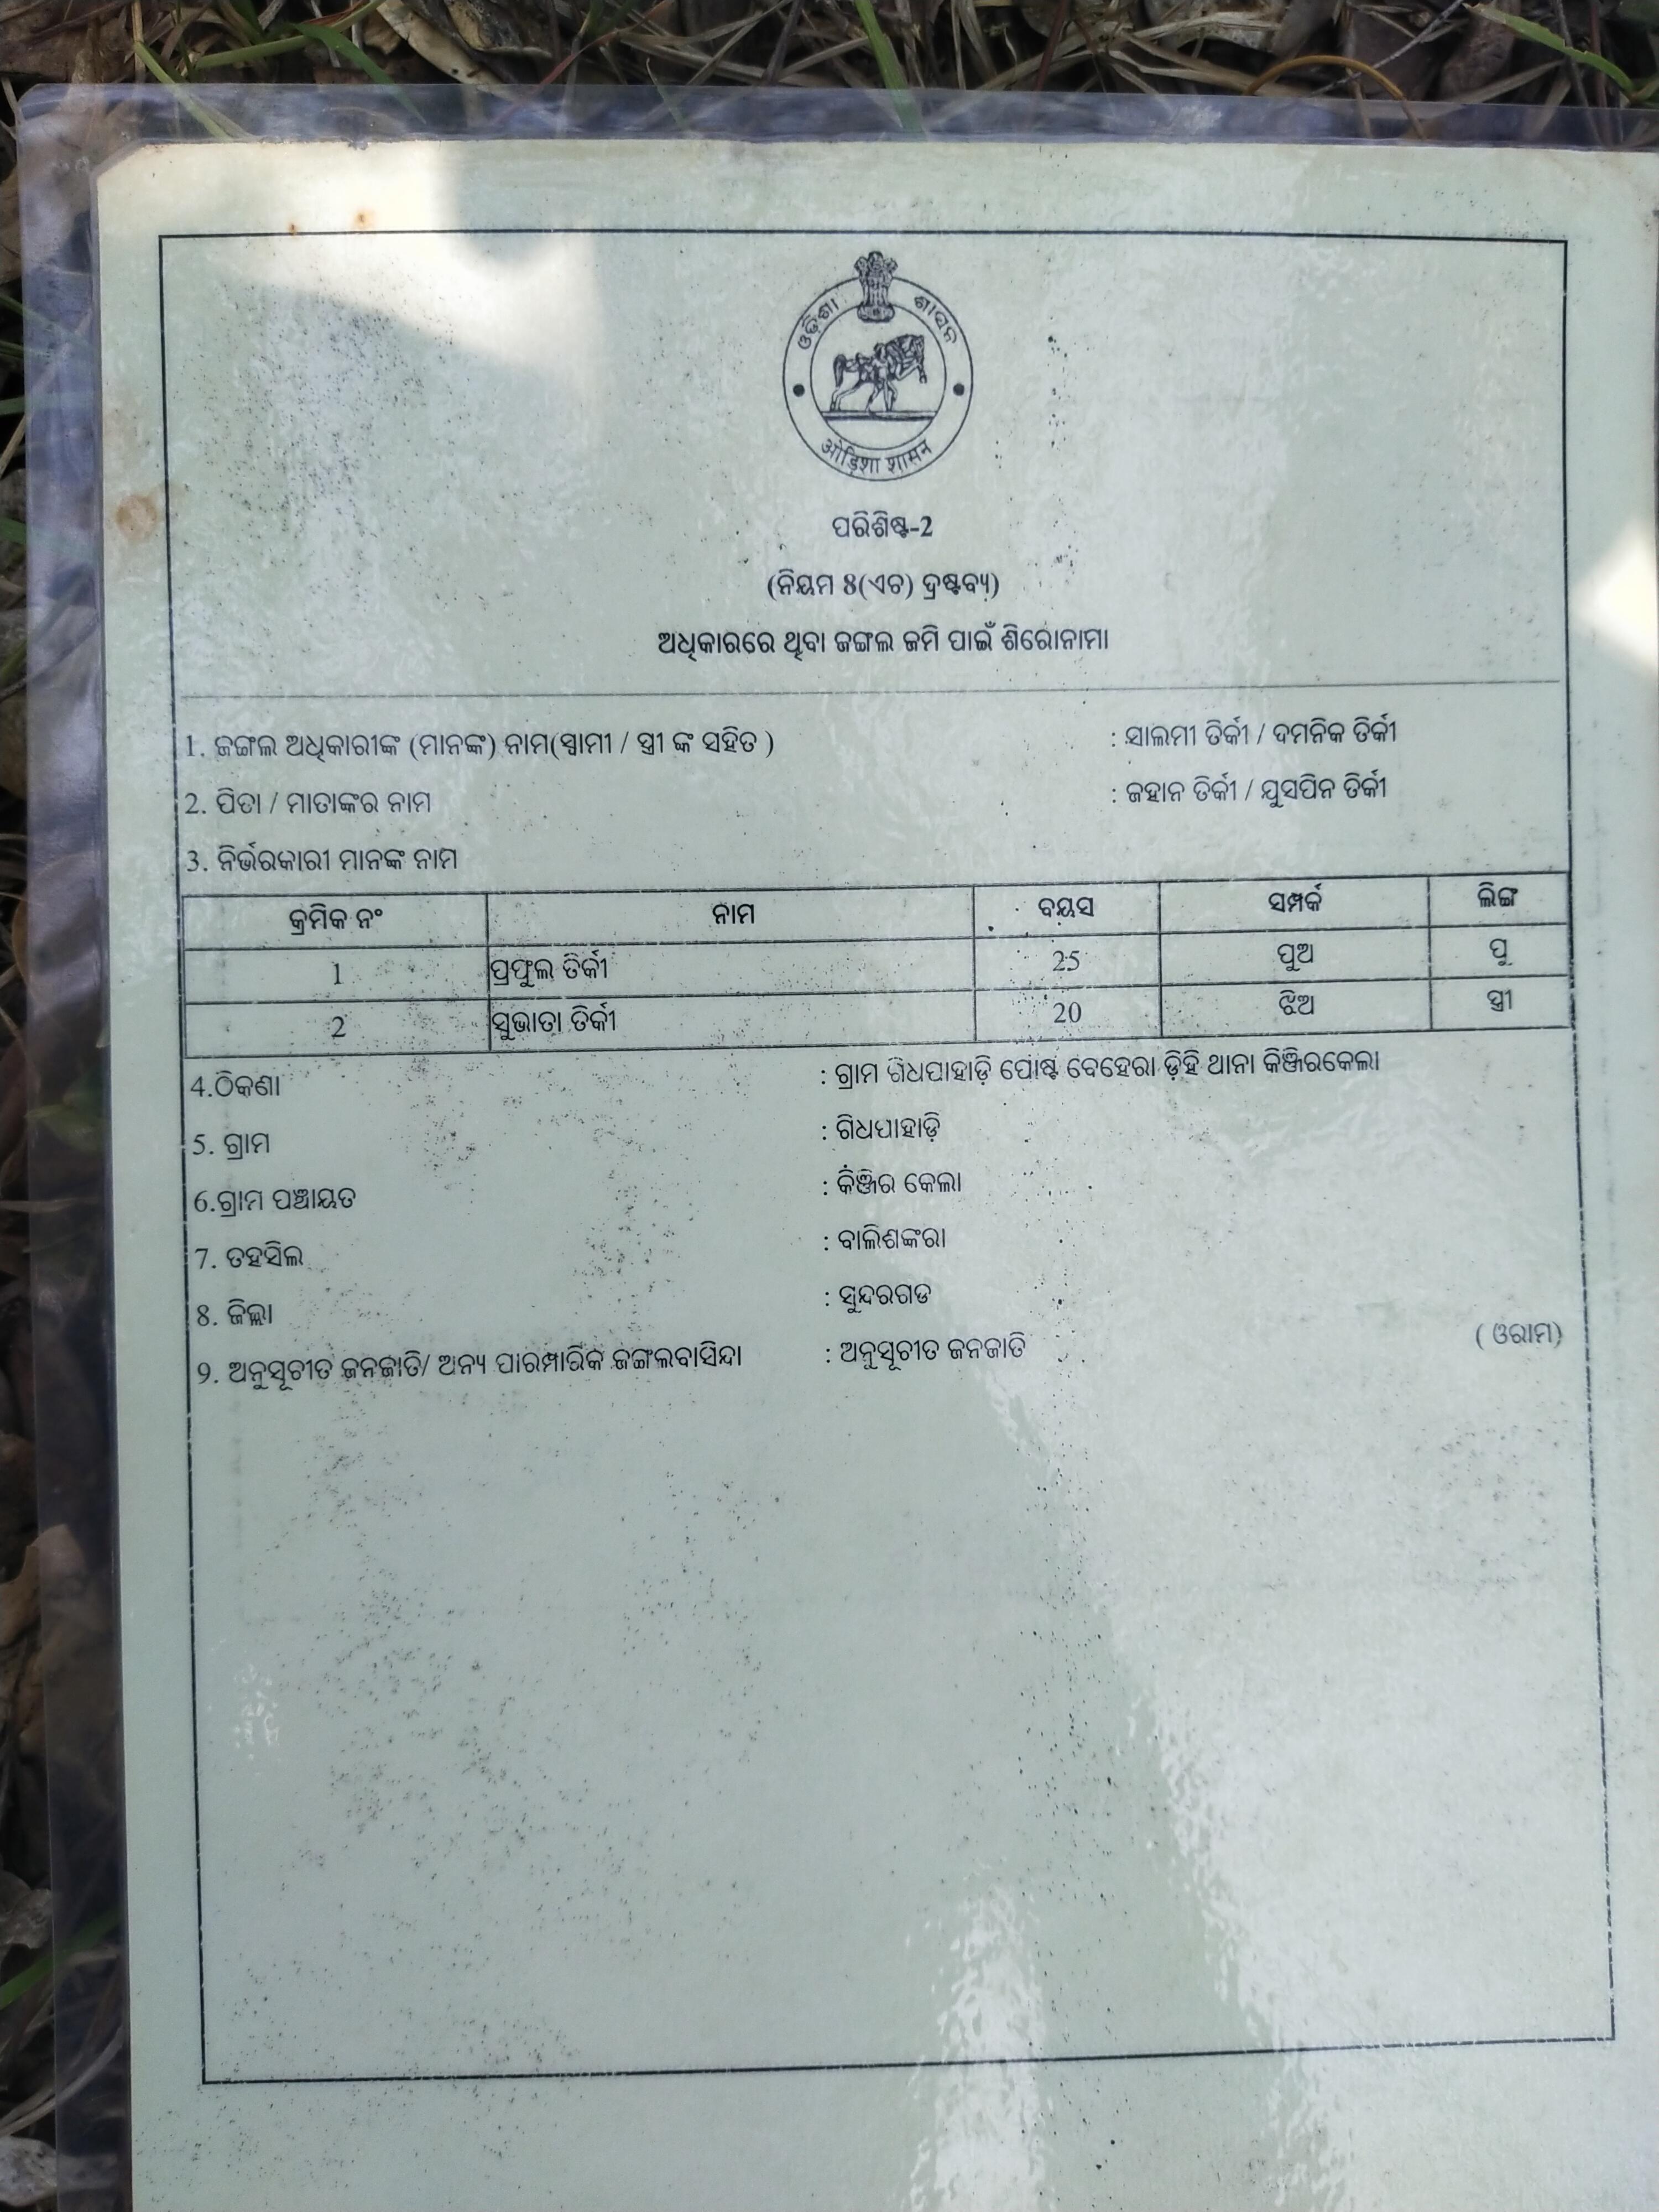 ଓଡ଼ିଶା ଶାସନ
ओड़िशा शासन
ପରିଶିଷ୍ଟ-2
(ନିୟମ 8(ଏଚ) ଦ୍ରଷ୍ଟବ୍ୟ)
ଅଧିକାରରେ ଥିବା ଜଙ୍ଗଲ ଜମି ପାଇଁ ଶିରୋନାମା
1. ଜଙ୍ଗଲ ଅଧିକାରୀଙ୍କ (ମାନଙ୍କ) ନାମ(ସ୍ୱାମୀ / ସ୍ତ୍ରୀ ଙ୍କ ସହିତ ) : ସାଲମୀ ତିର୍କୀ / ଦମନିକ ତିର୍କୀ
2. ପିତା / ମାତାଙ୍କର ନାମ : ଜହାନ ତିର୍କୀ / ଯୁସପିନ ତିର୍କୀ
3. ନିର୍ଭରକାରୀ ମାନଙ୍କ ନାମ
କ୍ରମିକ ନଂ ନାମ ବୟସ ସମ୍ପର୍କ ଲିଙ୍ଗ
1 ପ୍ରଫୁଲ ତିର୍କୀ 25 ପୁଅ ପୁ
2 ସୁଭାତା ତିର୍କୀ 20 ଝିଅ ସ୍ତ୍ରୀ
4.ଠିକଣା : ଗ୍ରାମ ଗିଧପାହାଡ଼ି ପୋଷ୍ଟ ବେହେରା ଡ଼ିହି ଥାନା କିଞ୍ଜିରକେଲା
5. ଗ୍ରାମ : ଗିଧପାହାଡ଼ି
6.ଗ୍ରାମ ପଞ୍ଚାୟତ : କିଞ୍ଜିର କେଲା
7. ତହସିଲ : ବାଲିଶଙ୍କରା
8. ଜିଲ୍ଲା : ସୁନ୍ଦରଗଡ
9. ଅନୁସୂଚୀତ ଜନଜାତି/ ଅନ୍ୟ ପାରମ୍ପାରିକ ଜଙ୍ଗଲବାସିନ୍ଦା : ଅନୁସୂଚୀତ ଜନଜାତି ( ଓରାମ)